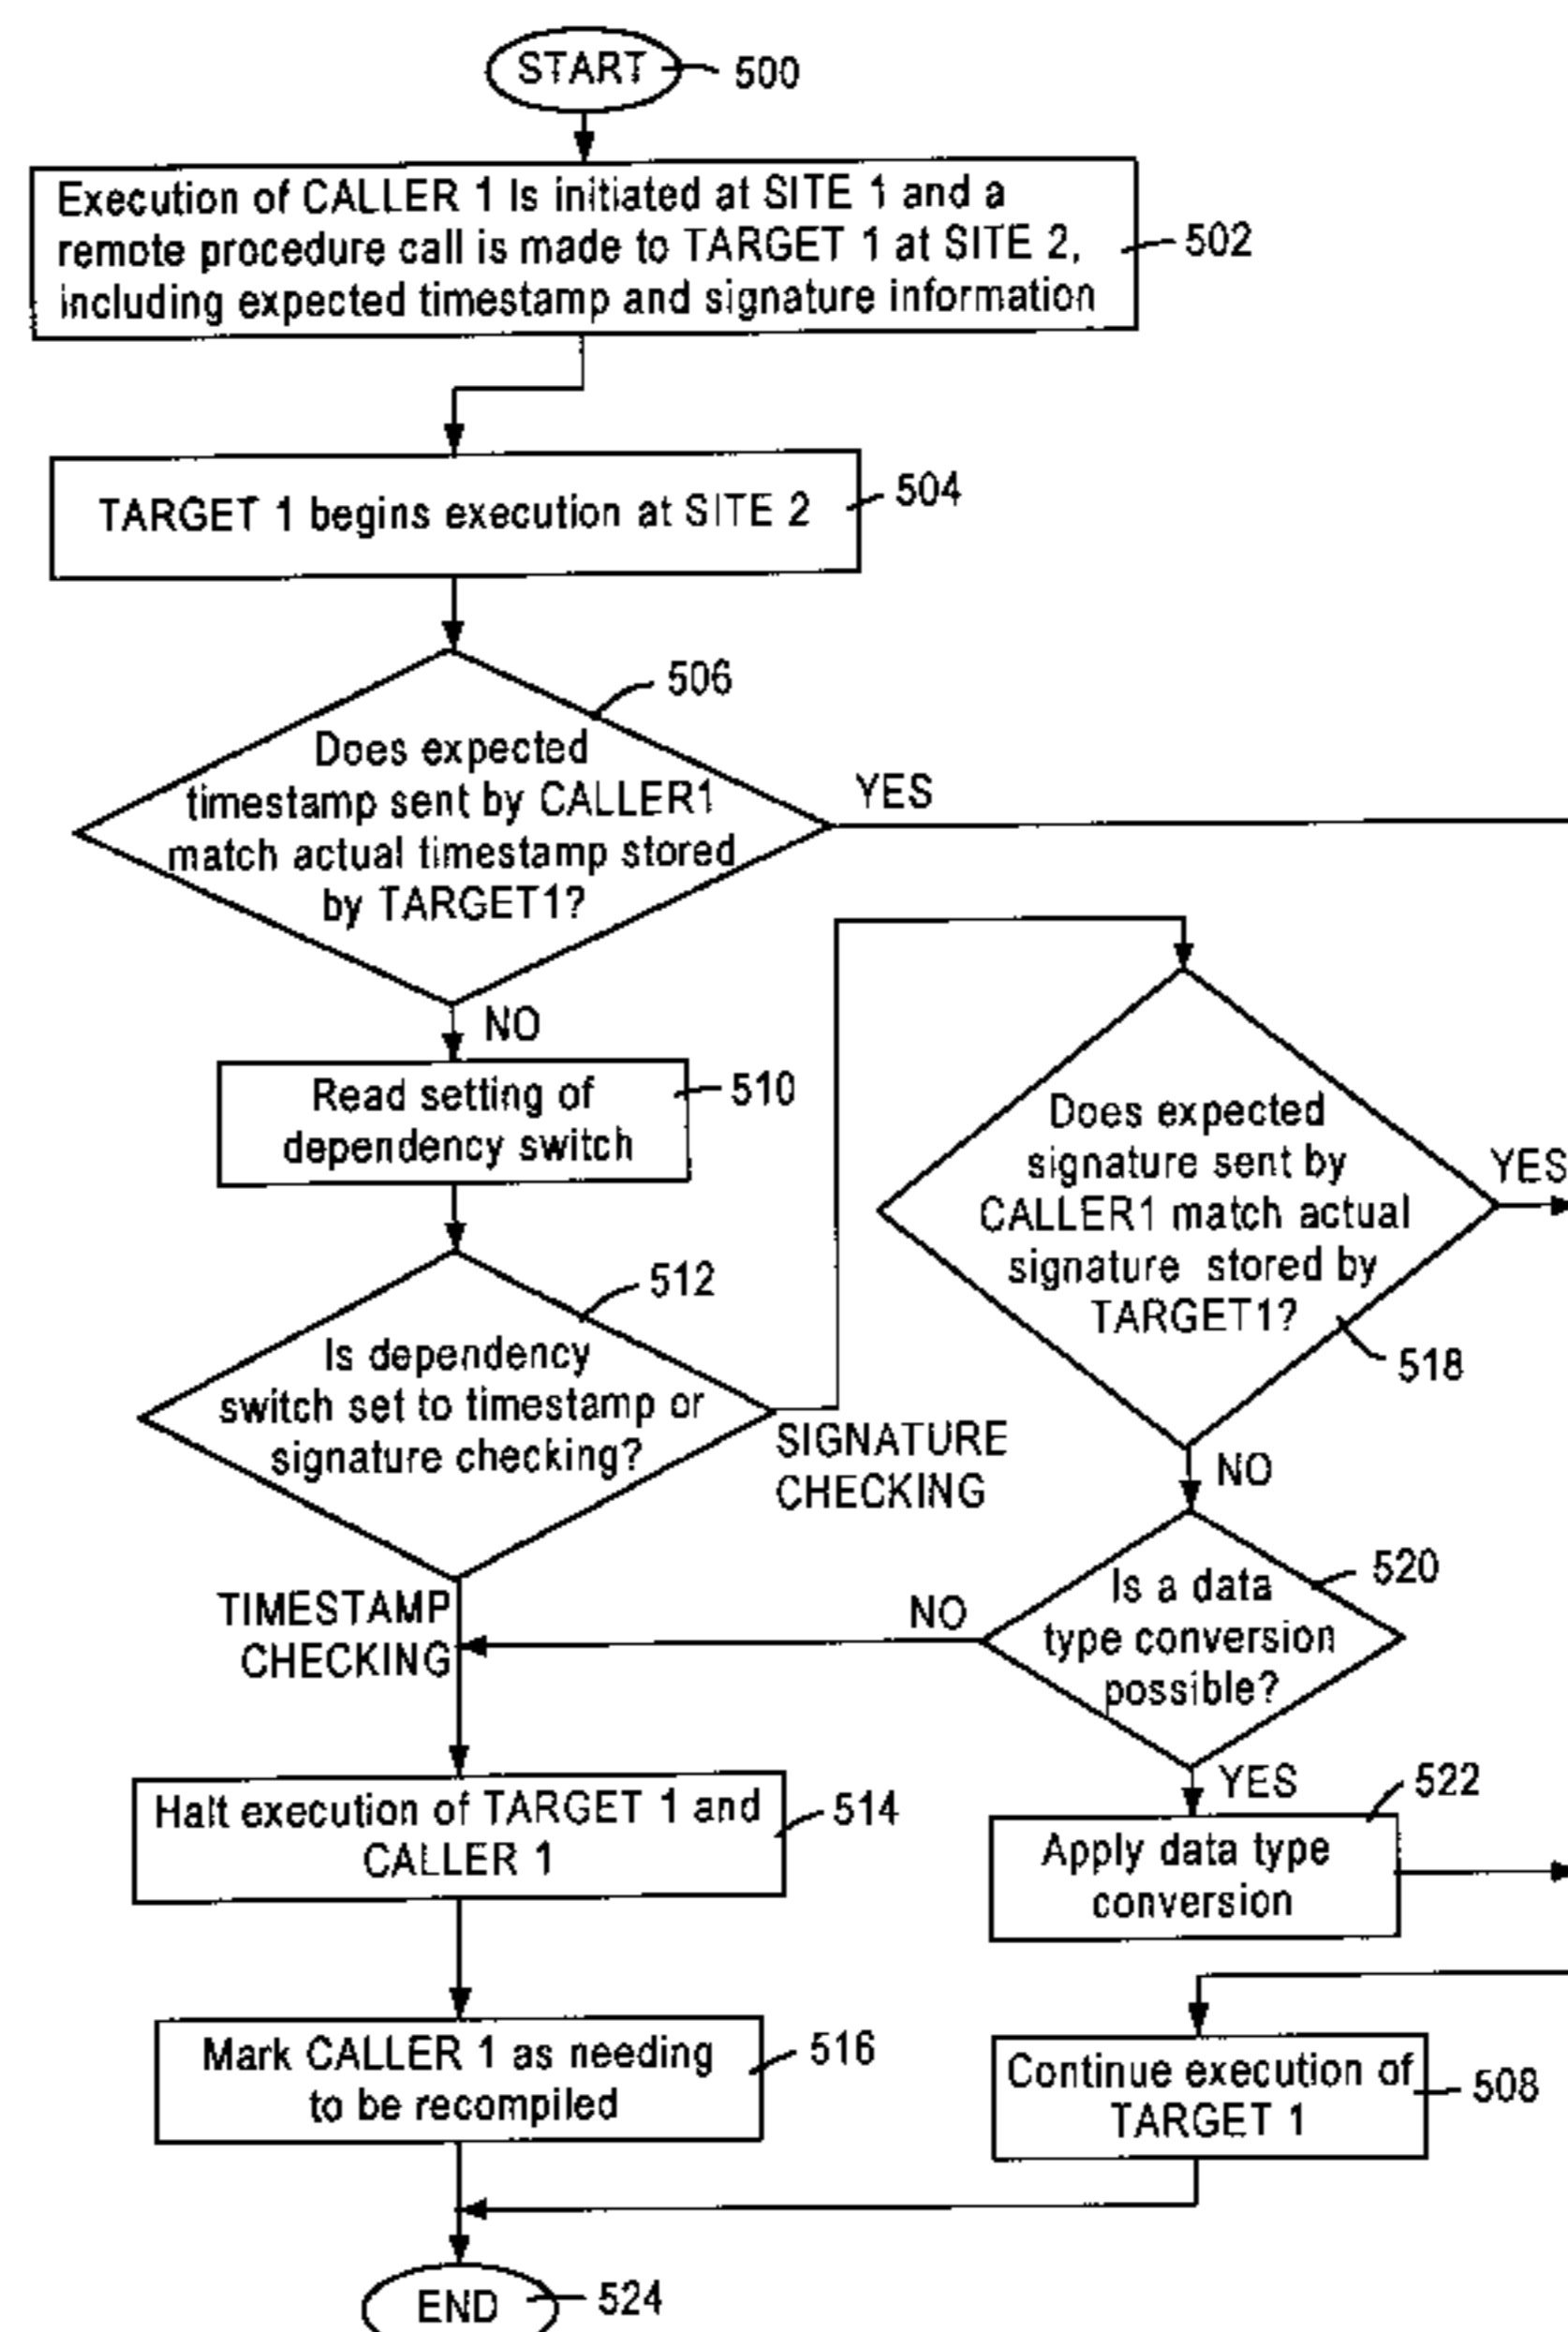 START
500
Execution of CALLER 1 Is initiated at SITE 1 and a
remote procedure call is made to TARGET 1 at SITE 2,
including expected timestamp and signature information
502
TARGET 1 begins execution at SITE 2
504
506
Does expected
timestamp sent by CALLER1
match actual timestamp stored
by TARGET1?
YES
NO
Read setting of
dependency switch
510
512
Is dependency
switch set to timestamp or
signature checking?
SIGNATURE
CHECKING
TIMESTAMP
CHECKING
Does expected
signature sent by
CALLER1 match actual
signature stored by
TARGET1?
YES
518
NO
520
Is a data
type conversion
possible?
NO
YES
522
Apply data type
conversion
Halt execution of TARGET 1 and
CALLER 1
514
Mark CALLER 1 as needing
to be recompiled
516
Continue execution of
TARGET 1
508
END
524